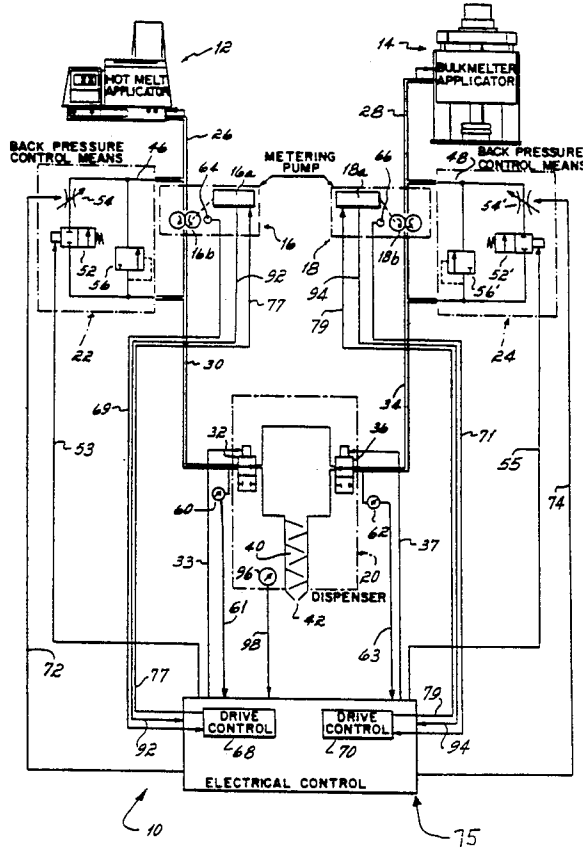 12
14
HOT MELT
APPLICATOR
BULKMELTER
APPLICATOR
26
28
BACK PRESSURE
CONTROL MEANS
46
METERING
PUMP
BACK PRESSURE
CONTROL MEANS
48
64
16a
18a
66
54
54'
16b
16
18
18b
52
56
92
77
94
79
56'
52'
22
24
30
34
69
71
53
55
32
36
74
60
62
33
40
37
96
20
DISPENSER
61
42
98
63
72
77
79
92
DRIVE
CONTROL
68
DRIVE
CONTROL
70
94
ELECTRICAL CONTROL
10
75